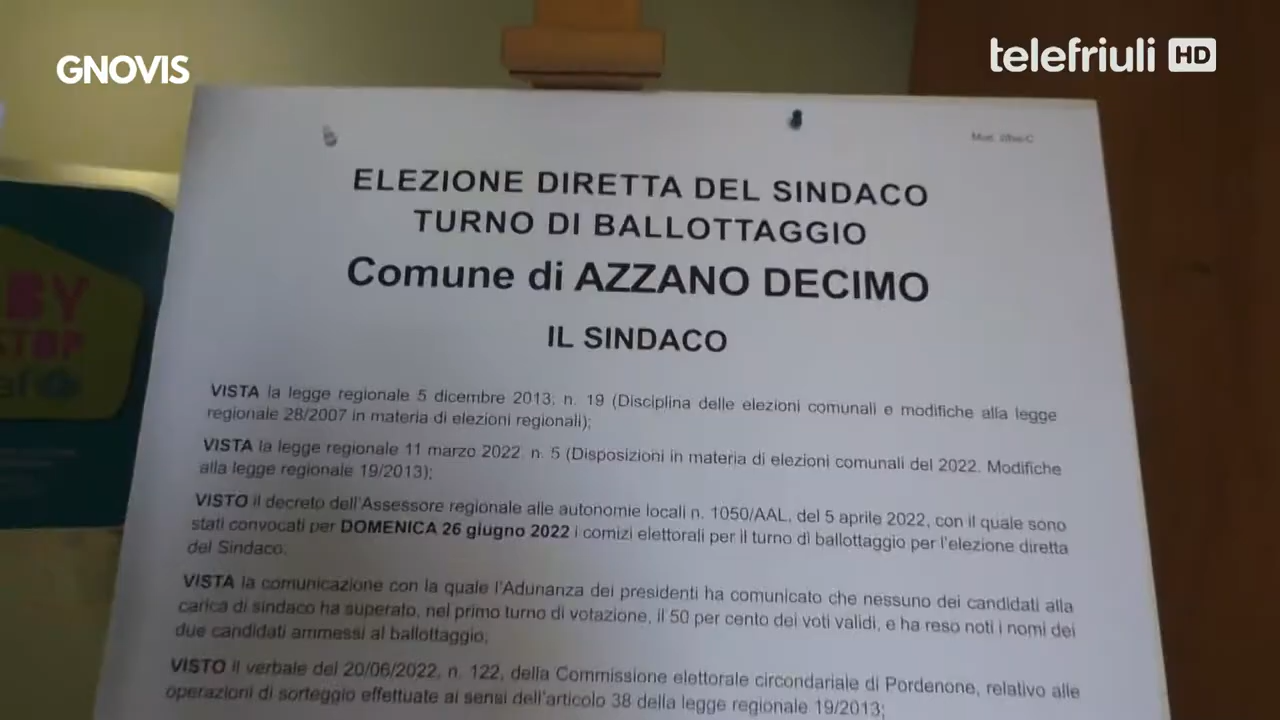 GNOVIS
telefriuli HD
ELEZIONE DIRETTA DEL SINDACO
TURNO DI BALLOTTAGGIO
Comune di AZZANO DECIMO
IL SINDACO
VISTA la legge regionale 5 dicembre 2013, n. 19 (Disciplina delle elezioni comunali e modifiche alla legge
regionale 28/2007 in materia di elezioni regionali);
VISTA la legge regionale 11 marzo 2022, n. 5 (Disposizioni in materia di elezioni comunali del 2022. Modifiche
alla legge regionale 19/2013);
VISTO il decreto dell'Assessore regionale alle autonomie locali n. 1050/AAL, del 5 aprile 2022, con il quale sono
stati convocati per DOMENICA 26 giugno 2022 i comizi elettorali per il turno di ballottaggio per l'elezione diretta
del Sindaco;
VISTA la comunicazione con la quale l'Adunanza dei presidenti ha comunicato che nessuno dei candidati alla
carica di sindaco ha superato, nel primo turno di votazione, il 50 per cento dei voti validi, e ha reso noti i nomi dei
due candidati ammessi al ballottaggio;
VISTO il verbale del 20/06/2022, n. 122, della Commissione elettorale circondariale di Pordenone, relativo alle
operazioni di sorteggio effettuate ai sensi dell'articolo 38 della legge regionale 19/2013;